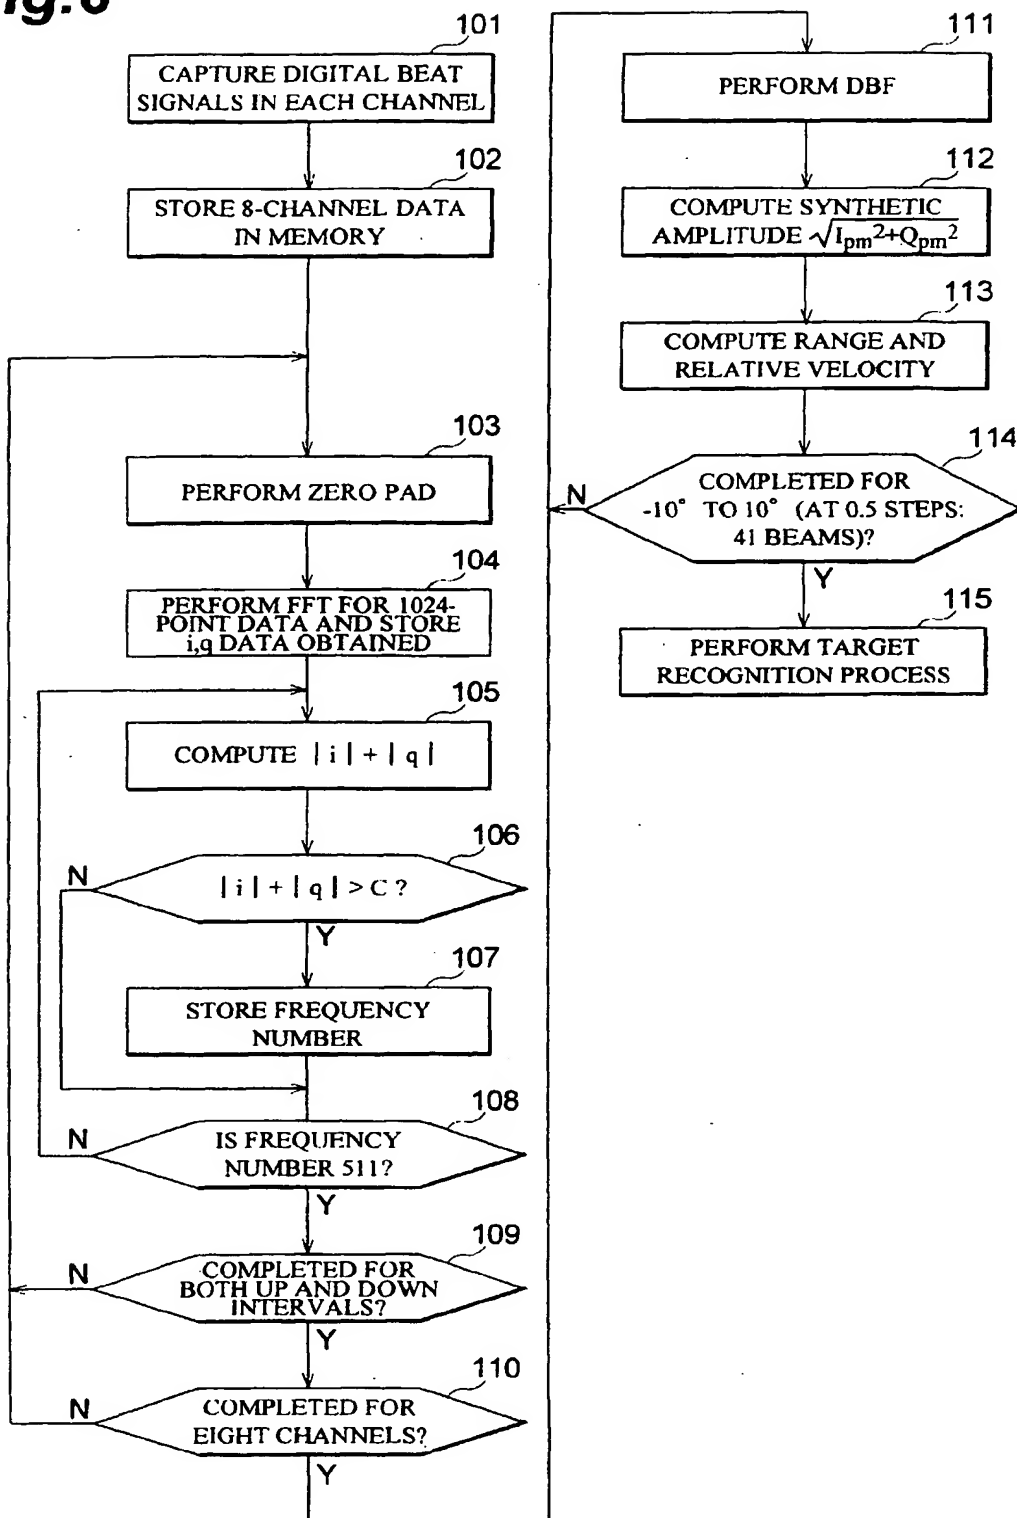 101
CAPTURE DIGITAL BEAT
SIGNALS IN EACH CHANNEL
102
STORE 8-CHANNEL DATA
IN MEMORY
103
PERFORM ZERO PAD
104
PERFORM FFT FOR 1024-
POINT DATA AND STORE
i,q DATA OBTAINED
105
COMPUTE | i | + | q |
106
N
| i | + | q | > C ?
Y
107
STORE FREQUENCY
NUMBER
108
N
IS FREQUENCY
NUMBER 511?
Y
109
N
COMPLETED FOR
BOTH UP AND DOWN
INTERVALS?
Y
110
N
COMPLETED FOR
EIGHT CHANNELS?
Y
111
PERFORM DBF
112
COMPUTE SYNTHETIC
AMPLITUDE √Ipm²+Qpm²
113
COMPUTE RANGE AND
RELATIVE VELOCITY
114
N
COMPLETED FOR
-10° TO 10° (AT 0.5 STEPS:
41 BEAMS)?
Y
115
PERFORM TARGET
RECOGNITION PROCESS